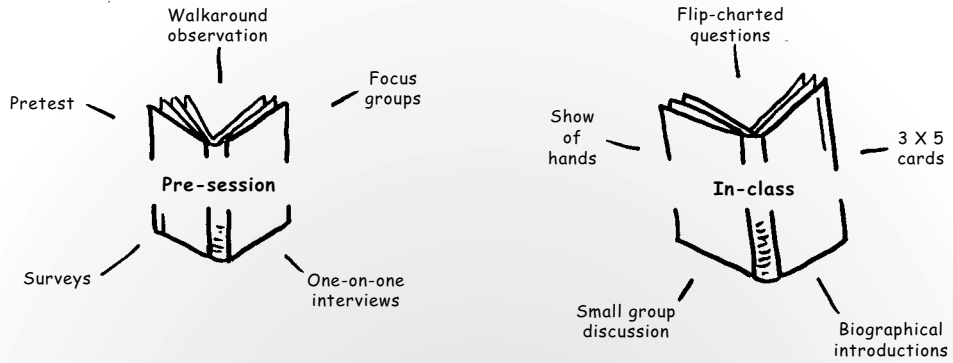 Walkaround
observation
Pretest
Focus
groups
Pre-session
Surveys
One-on-one
interviews
Flip-charted
questions
Show
of
hands
3 X 5
cards
In-class
Small group
discussion
Biographical
introductions